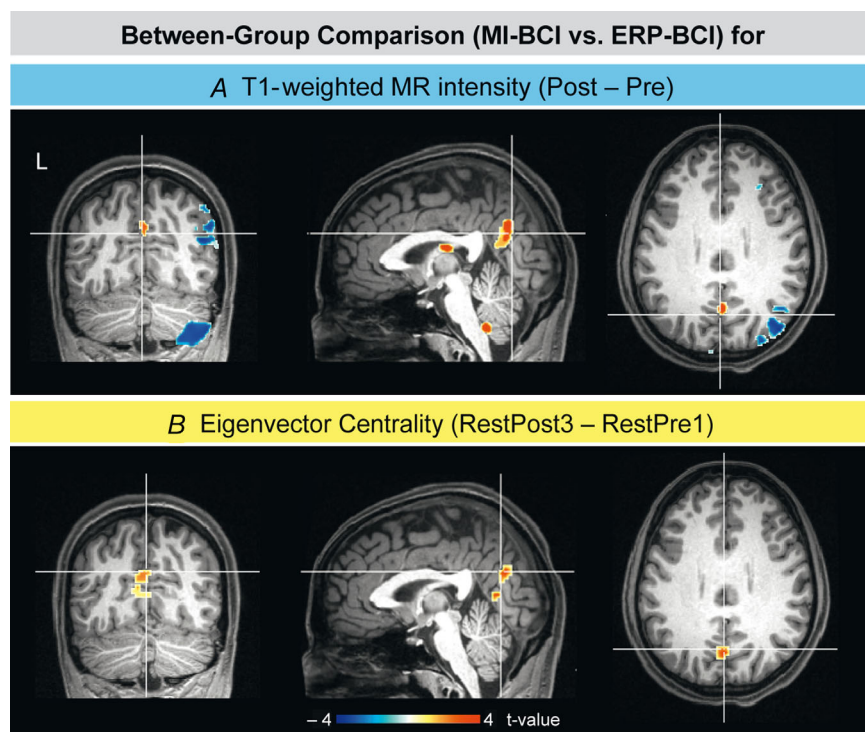 Between-Group Comparison (MI-BCI vs. ERP-BCI) for
A T1-weighted MR intensity (Post – Pre)
L
B Eigenvector Centrality (RestPost3 – RestPre1)
– 4 4 t-value